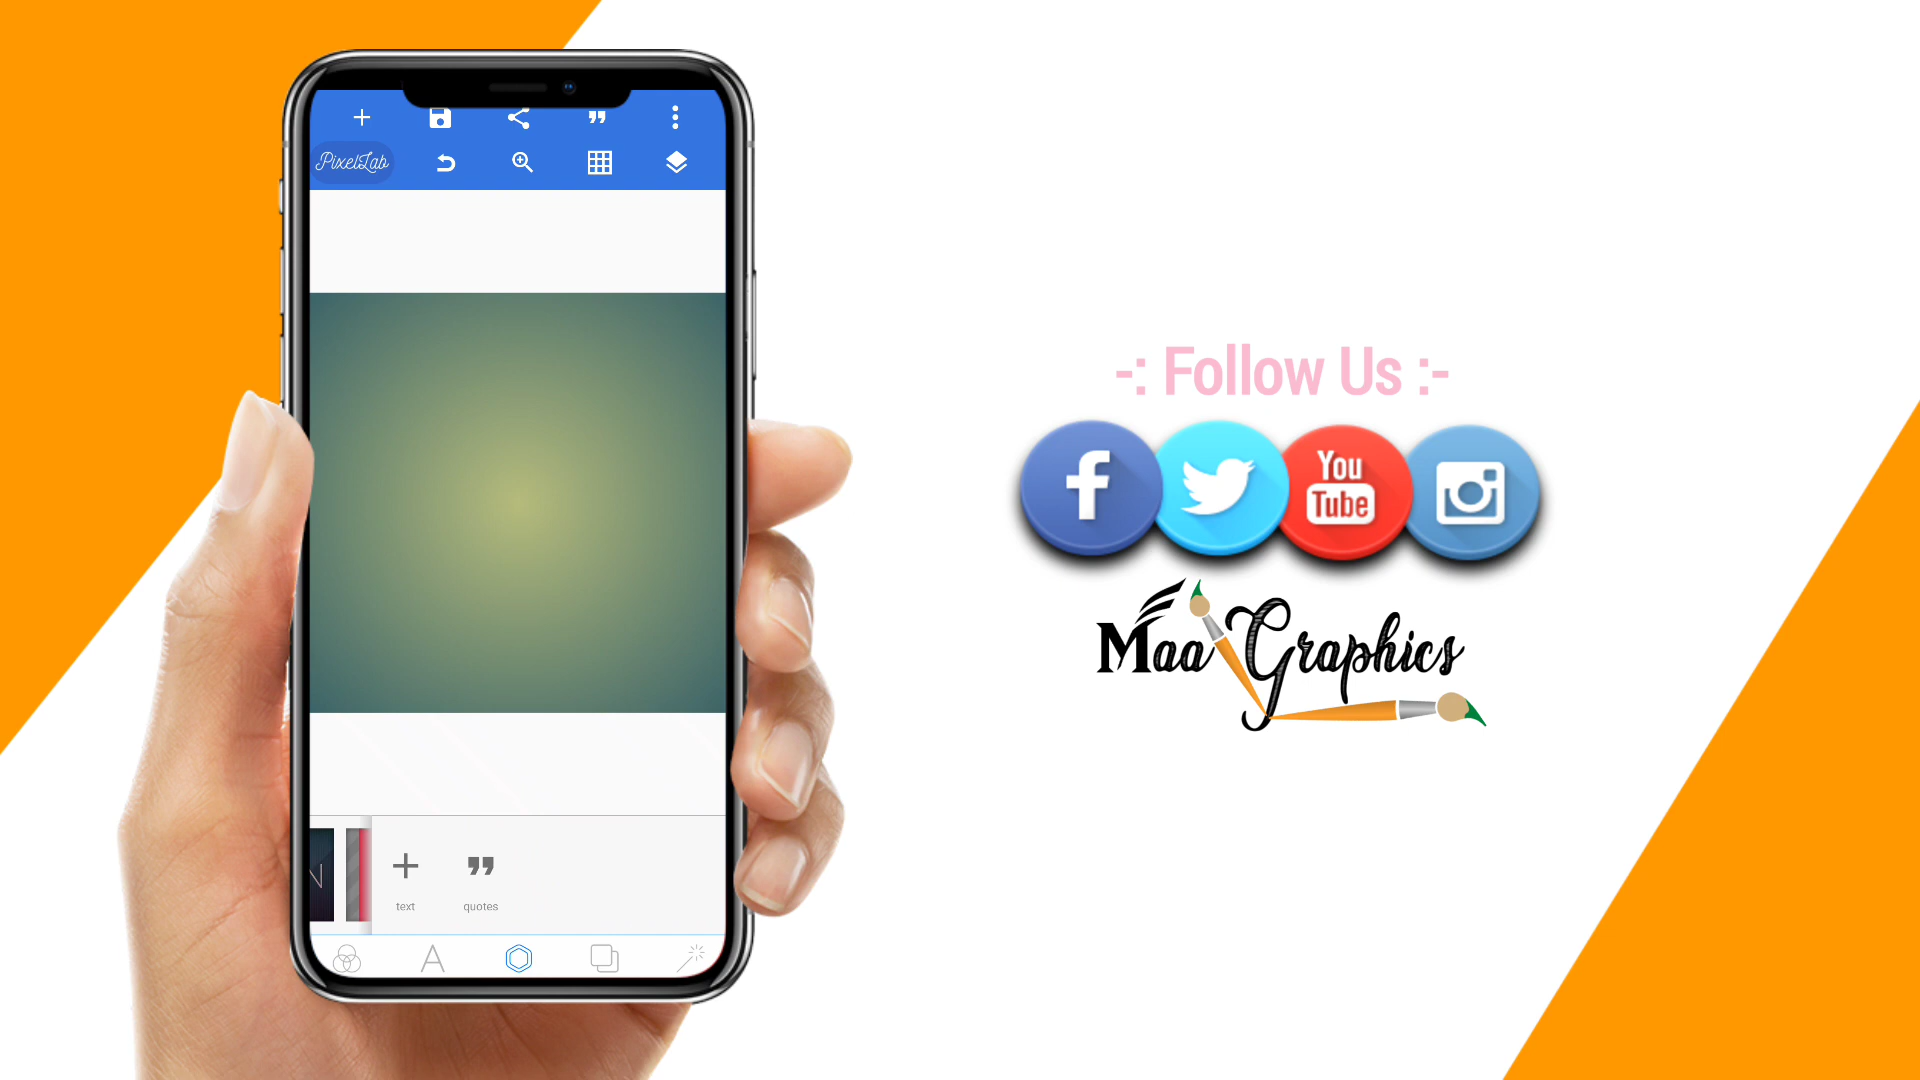 PixelLab
text
quotes
-: Follow Us :-
f
You
Tube
Maa Graphics